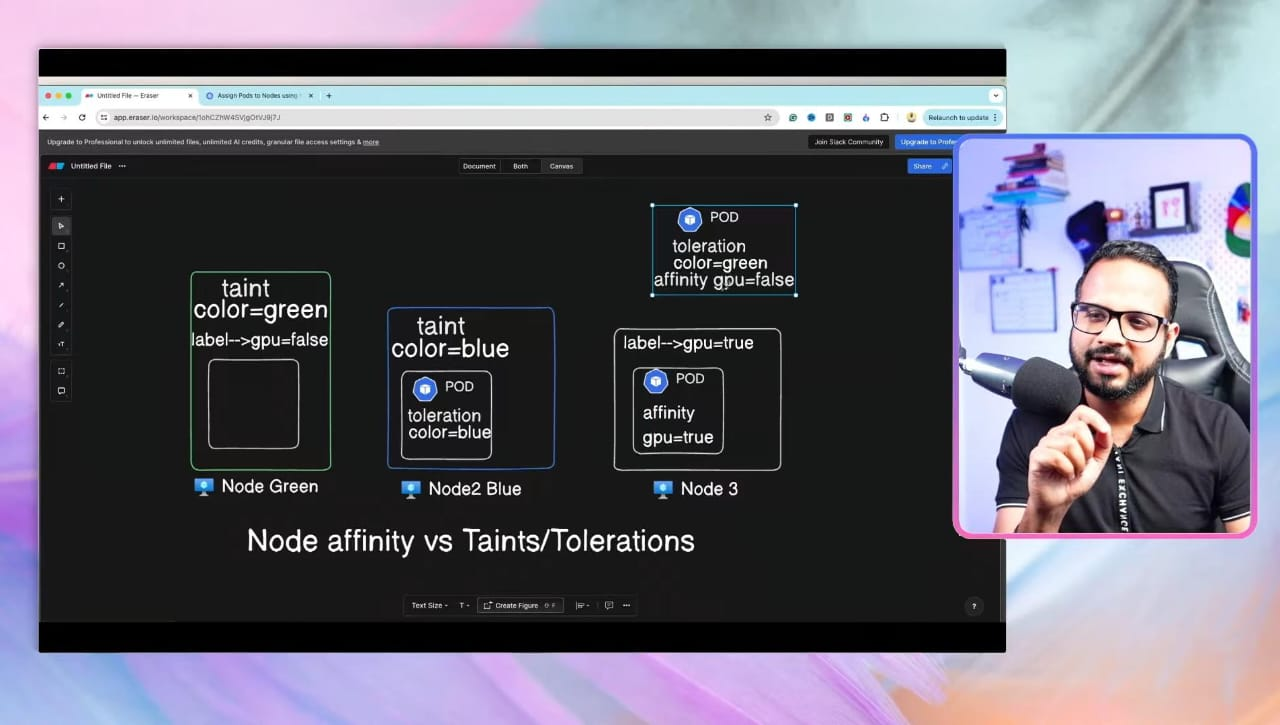 Untitled File — Eraser
Assign Pods to Nodes using
app.eraser.io/workspace/1ohCZhW4SVjgOtVJ9j7J
Relaunch to update
Upgrade to Professional to unlock unlimited files, unlimited AI credits, granular file access settings & more
Join Slack Community
Upgrade to Profes
Untitled File
Document
Both
Canvas
Share
POD
toleration
color=green
affinity gpu=false
taint
color=green
label-->gpu=false
Node Green
taint
color=blue
POD
toleration
color=blue
Node2 Blue
label-->gpu=true
POD
affinity
gpu=true
Node 3
Node affinity vs Taints/Tolerations
Text Size
T
Create Figure
F
?